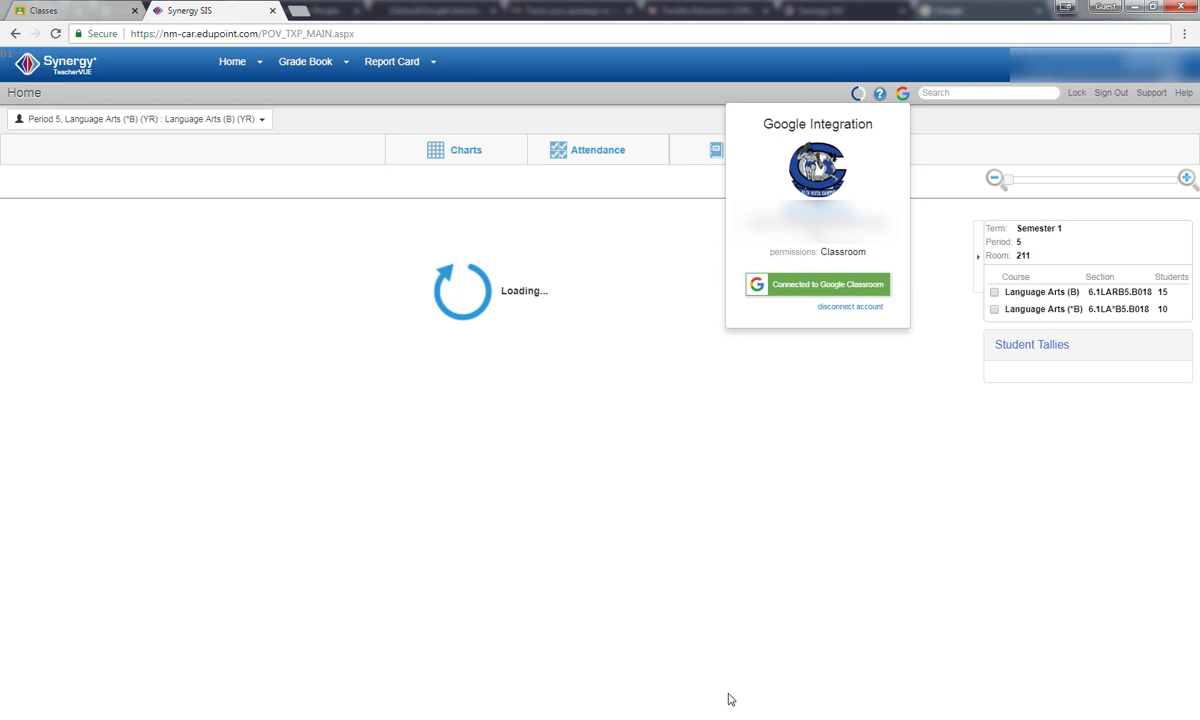 Classes
Synergy SIS
Guest
Secure https://nm-car.edupoint.com/POV_TXP_MAIN.aspx
Synergy
TeacherVUE
Home Grade Book Report Card
Home
Search Lock Sign Out Support Help
Period 5, Language Arts (*B) (YR) : Language Arts (B) (YR)
Charts Attendance
Google Integration
permissions: Classroom
Connected to Google Classroom
disconnect account
Loading...
Term: Semester 1
Period: 5
Room: 211
Course Section Students
Language Arts (B) 6.1LARB5.B018 15
Language Arts (*B) 6.1LA*B5.B018 10
Student Tallies